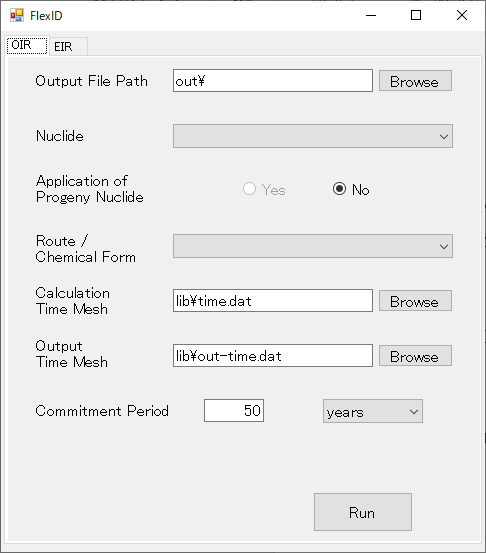 FlexID
OIR EIR
Output File Path out¥ Browse
Nuclide
Application of
Progeny Nuclide Yes No
Route /
Chemical Form
Calculation
Time Mesh lib¥time.dat Browse
Output
Time Mesh lib¥out-time.dat Browse
Commitment Period 50 years
Run